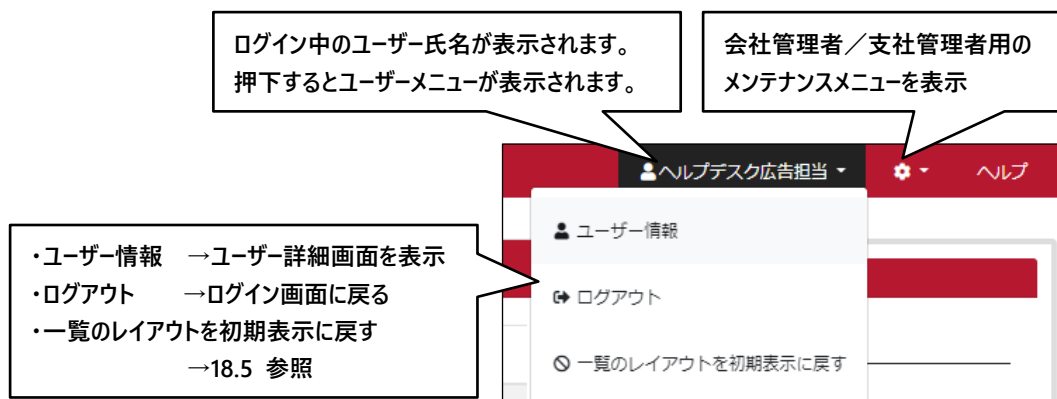 ログイン中のユーザー氏名が表示されます。
押下するとユーザーメニューが表示されます。
会社管理者／支社管理者用の
メンテナンスメニューを表示
ヘルプデスク広告担当
ヘルプ
ユーザー情報
ログアウト
一覧のレイアウトを初期表示に戻す
・ユーザー情報　→ユーザー詳細画面を表示
・ログアウト　　→ログイン画面に戻る
・一覧のレイアウトを初期表示に戻す
→18.5 参照